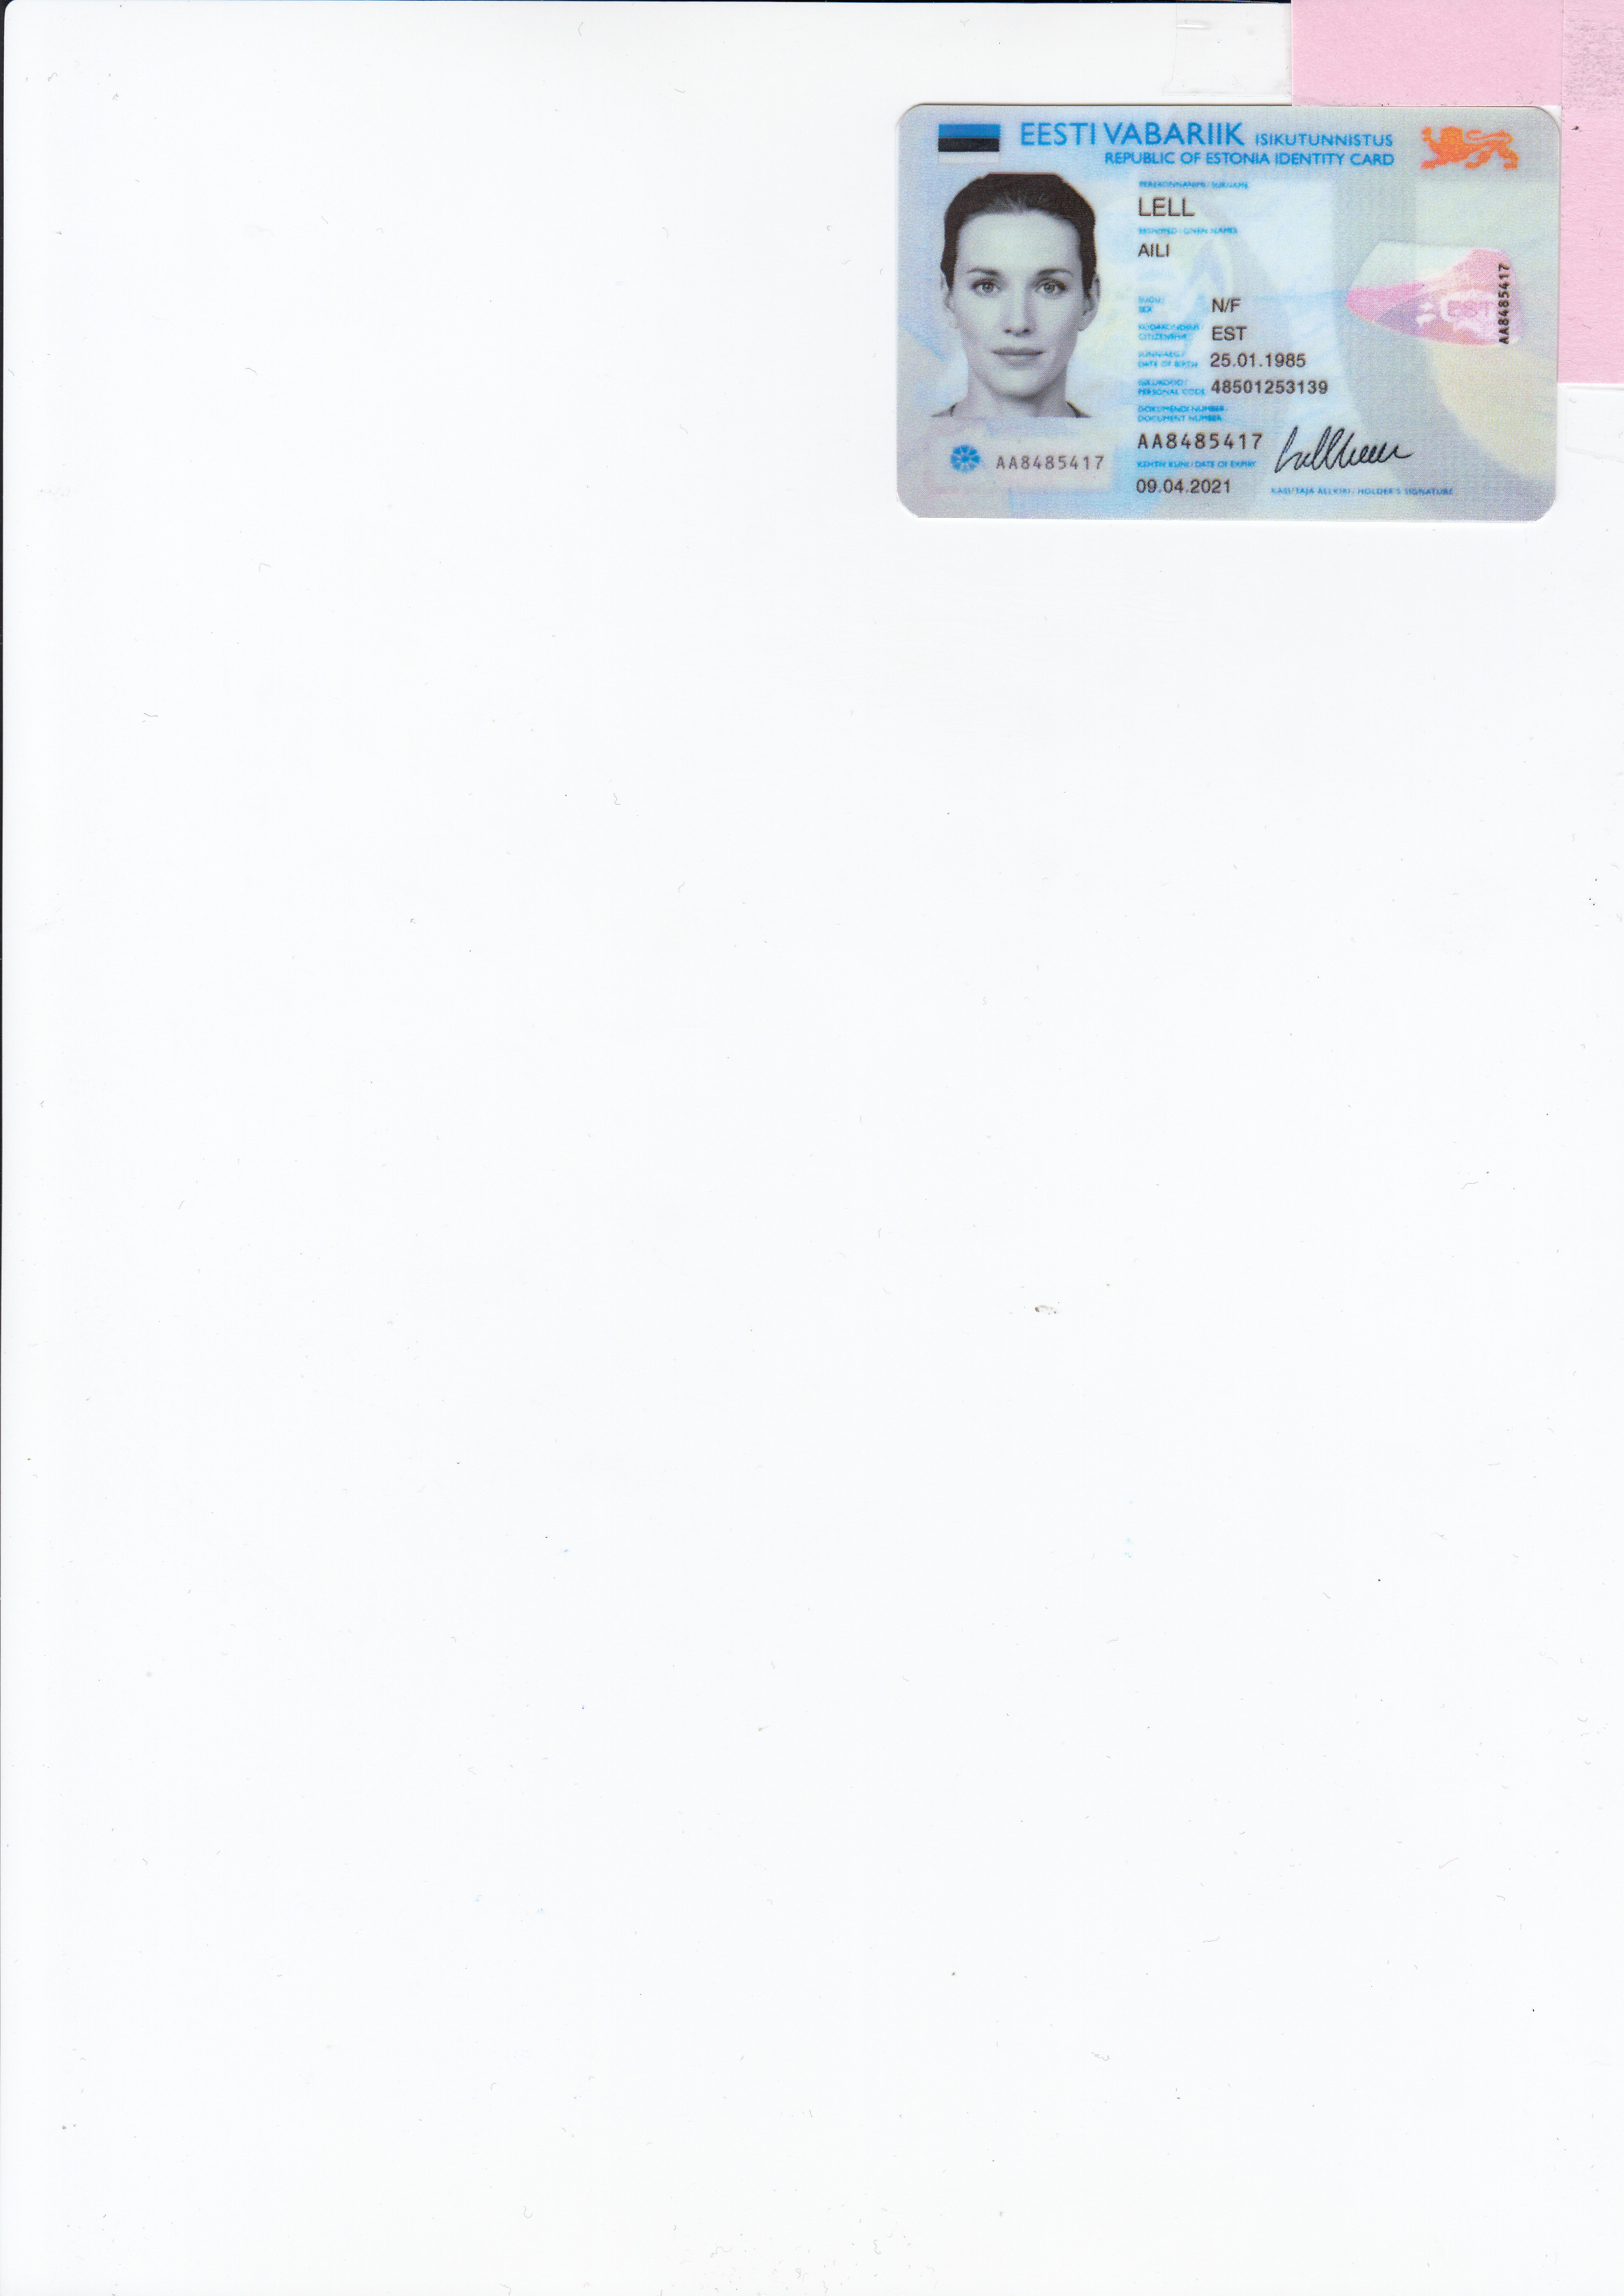 EESTI VABARIIK ISIKUTUNNISTUS
REPUBLIC OF ESTONIA IDENTITY CARD
PEREKONNANIMI / SURNAME
LELL
EESNIMED / GIVEN NAMES
AILI
SUGU / SEX N/F
KODAKONDSUS / CITIZENSHIP EST
SÜNNIAEG / DATE OF BIRTH 25.01.1985
ISIKUKOOD / PERSONAL CODE 48501253139
DOKUMENDI NUMBER
DOCUMENT NUMBER
AA8485417
KEHTIV KUNI / DATE OF EXPIRY
09.04.2021
KASUTAJA ALLKIRI / HOLDER'S SIGNATURE
AA8485417
EST
AA8485417